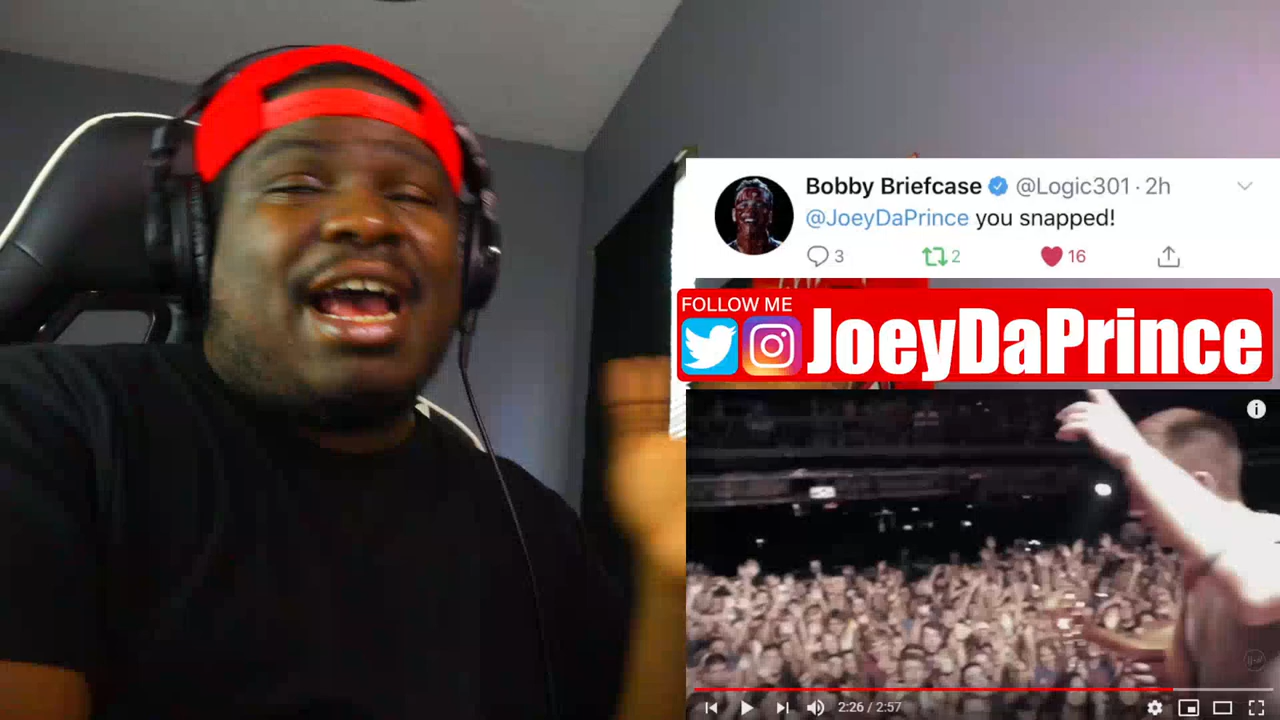 Bobby Briefcase @Logic301 · 2h
@JoeyDaPrince you snapped!
3 2 16
FOLLOW ME
JoeyDaPrince
i
2:26 / 2:57